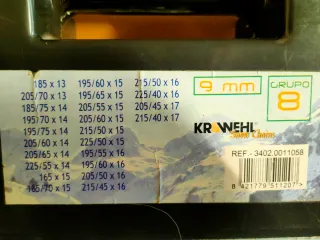 185 x 13
205/70 x 13
185/75 x 14
195/70 x 14
195/75 x 14
205/60 x 14
205/65 x 14
225/55 x 14
165 x 15
185/70 x 15
195/60 x 15
195/65 x 15
205/55 x 15
205/60 x 15
215/50 x 15
225/50 x 15
195/55 x 16
195/60 x 16
205/50 x 16
215/45 x 16
215/50 x 16
225/40 x 16
205/45 x 17
215/40 x 17
9 mm
GRUPO
8
KROWEHL
Snow Chains
REF - 3402.0011058
8 421779 511207 >